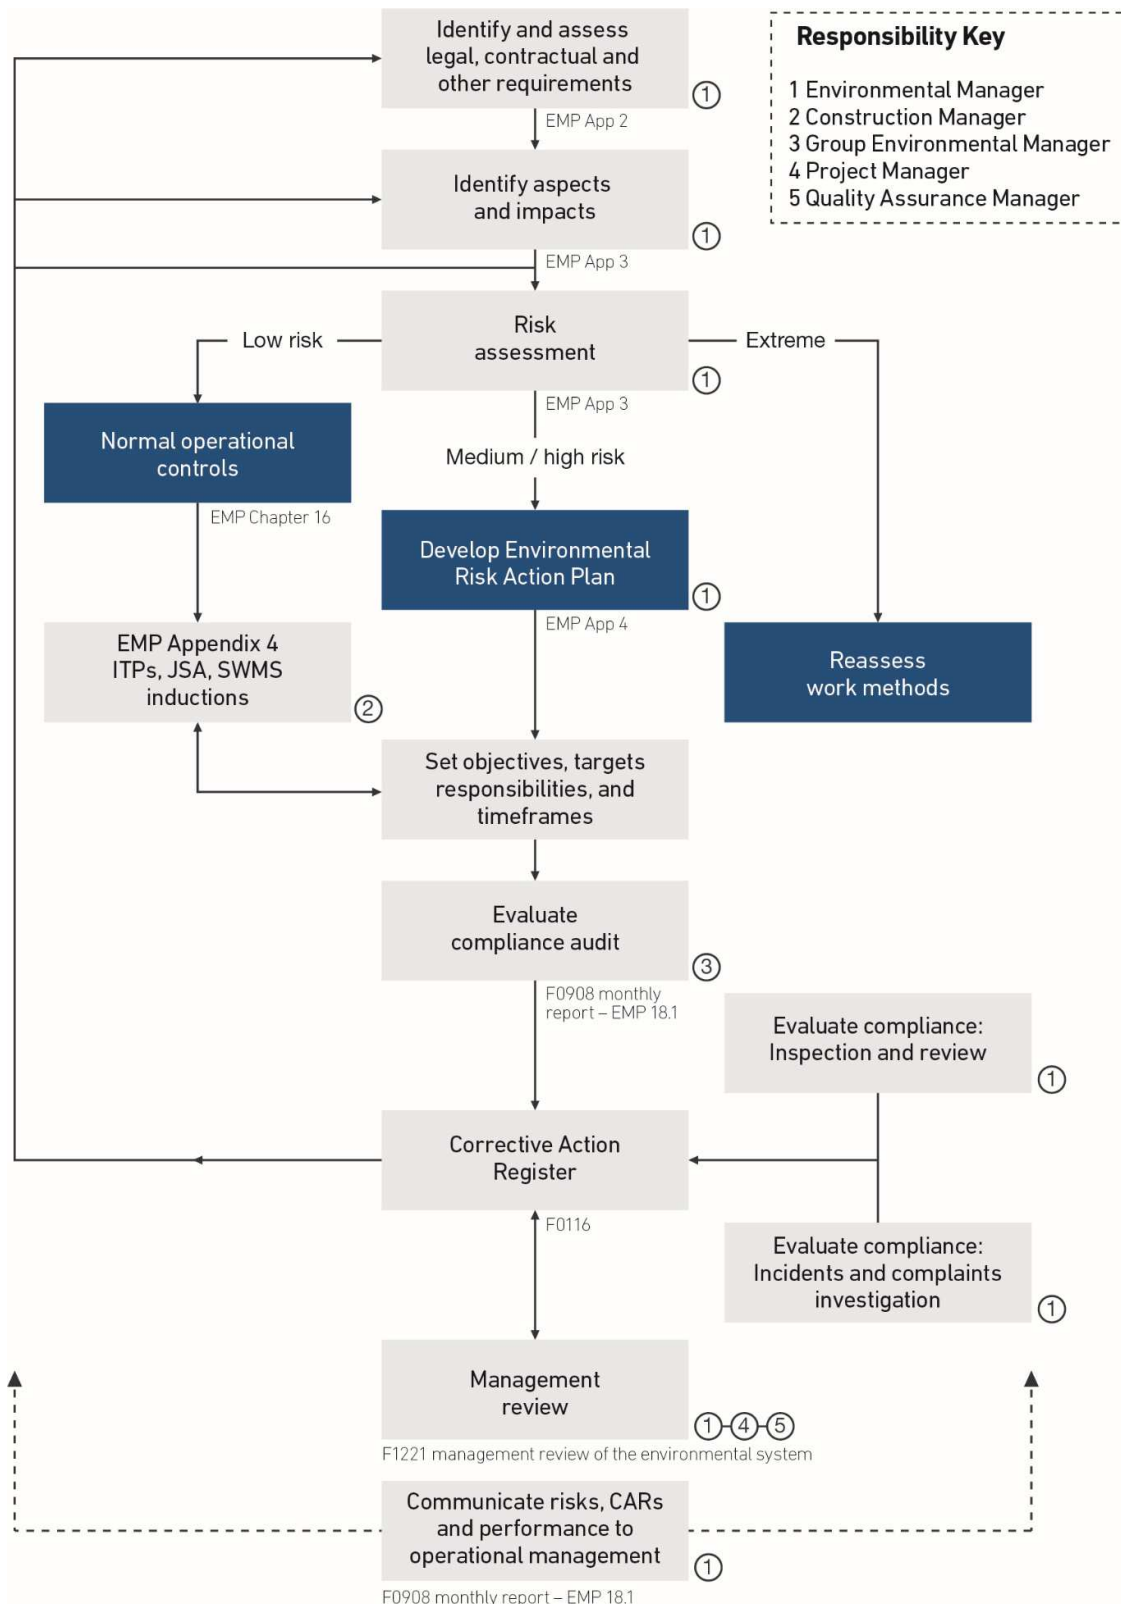 Identify and assess
legal, contractual and
other requirements
1
EMP App 2
Responsibility Key
1 Environmental Manager
2 Construction Manager
3 Group Environmental Manager
4 Project Manager
5 Quality Assurance Manager
Identify aspects
and impacts
1
EMP App 3
Risk
assessment
1
EMP App 3
Low risk
Extreme
Medium / high risk
Normal operational
controls
EMP Chapter 16
Develop Environmental
Risk Action Plan
1
EMP App 4
EMP Appendix 4
ITPs, JSA, SWMS
inductions
2
Reassess
work methods
Set objectives, targets
responsibilities, and
timeframes
Evaluate
compliance audit
3
F0908 monthly
report – EMP 18.1
Evaluate compliance:
Inspection and review
1
Corrective Action
Register
F0116
Evaluate compliance:
Incidents and complaints
investigation
1
Management
review
1 4 5
F1221 management review of the environmental system
Communicate risks, CARs
and performance to
operational management
1
F0908 monthly report – EMP 18.1